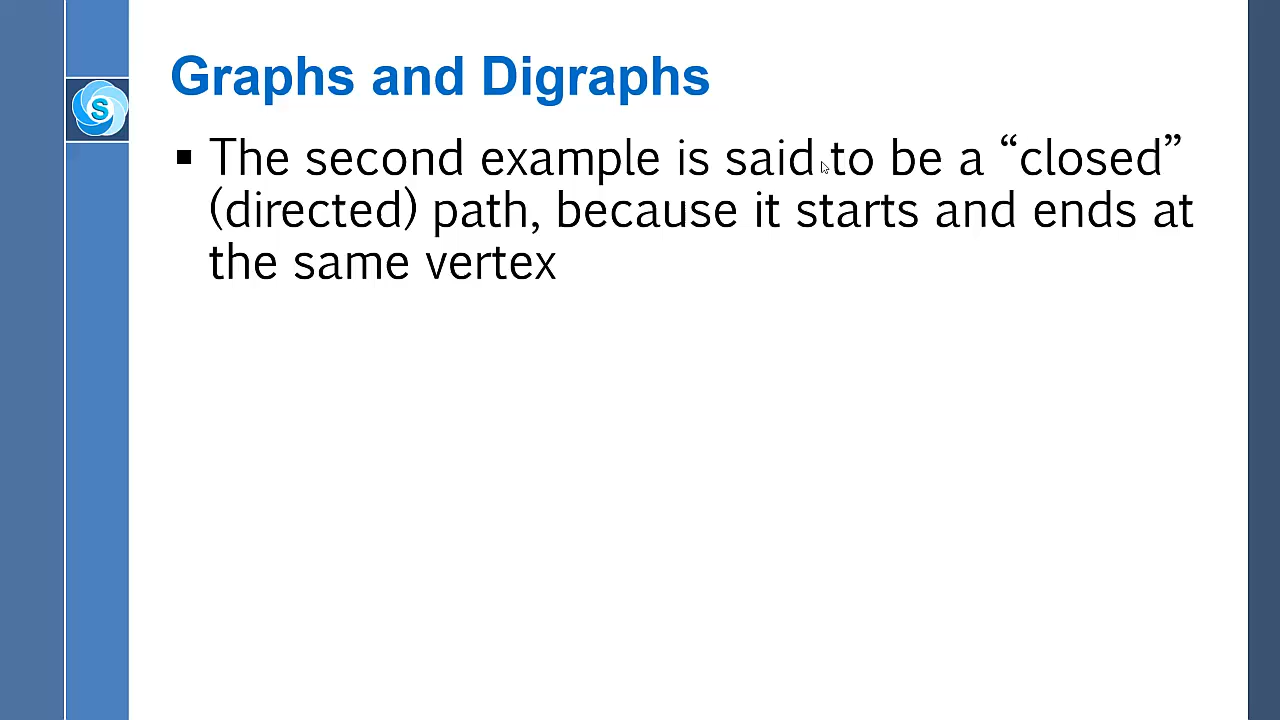 S
Graphs and Digraphs
▪ The second example is said to be a “closed”
(directed) path, because it starts and ends at
the same vertex